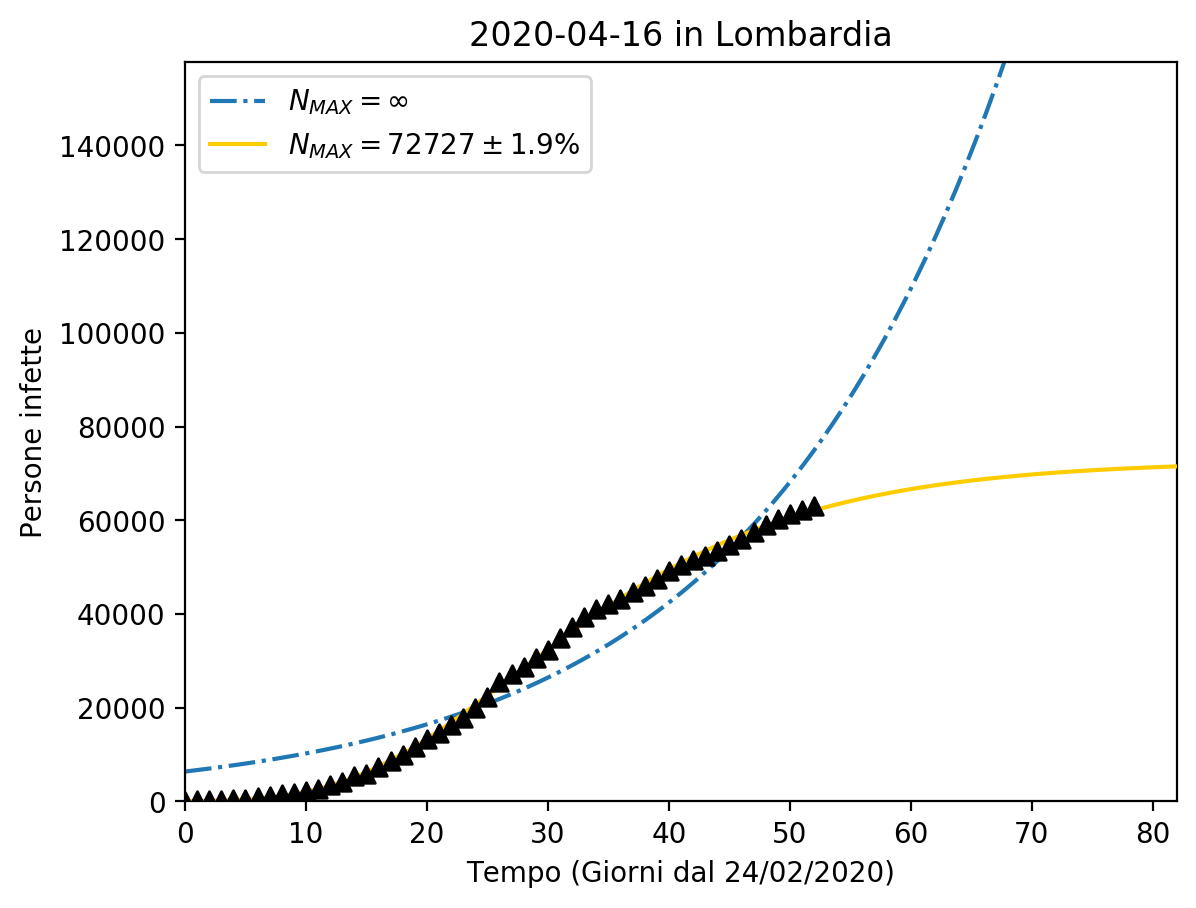 2020-04-16 in Lombardia
N_MAX = ∞
N_MAX = 72727 ± 1.9%
140000
120000
100000
80000
60000
40000
20000
0
Persone infette
0 10 20 30 40 50 60 70 80
Tempo (Giorni dal 24/02/2020)